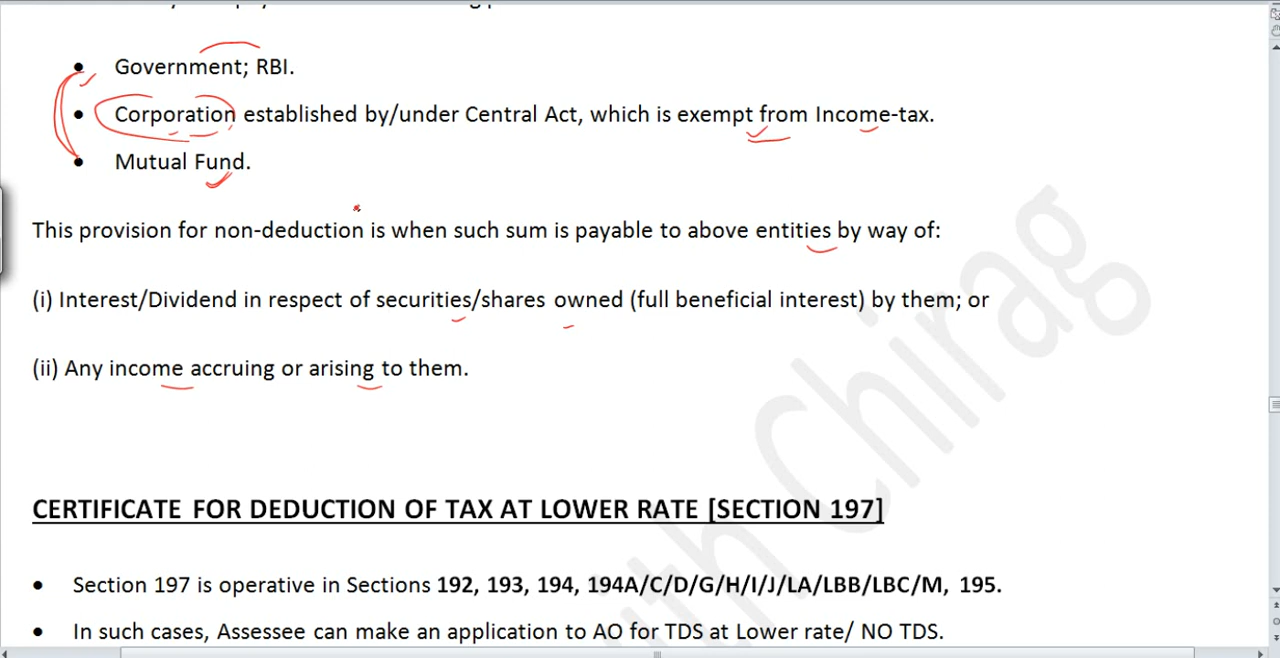 • Government; RBI.
• Corporation established by/under Central Act, which is exempt from Income-tax.
• Mutual Fund.
This provision for non-deduction is when such sum is payable to above entities by way of:
(i) Interest/Dividend in respect of securities/shares owned (full beneficial interest) by them; or
(ii) Any income accruing or arising to them.
CERTIFICATE FOR DEDUCTION OF TAX AT LOWER RATE [SECTION 197]
• Section 197 is operative in Sections 192, 193, 194, 194A/C/D/G/H/I/J/LA/LBB/LBC/M, 195.
• In such cases, Assessee can make an application to AO for TDS at Lower rate/ NO TDS.
ith Chirag